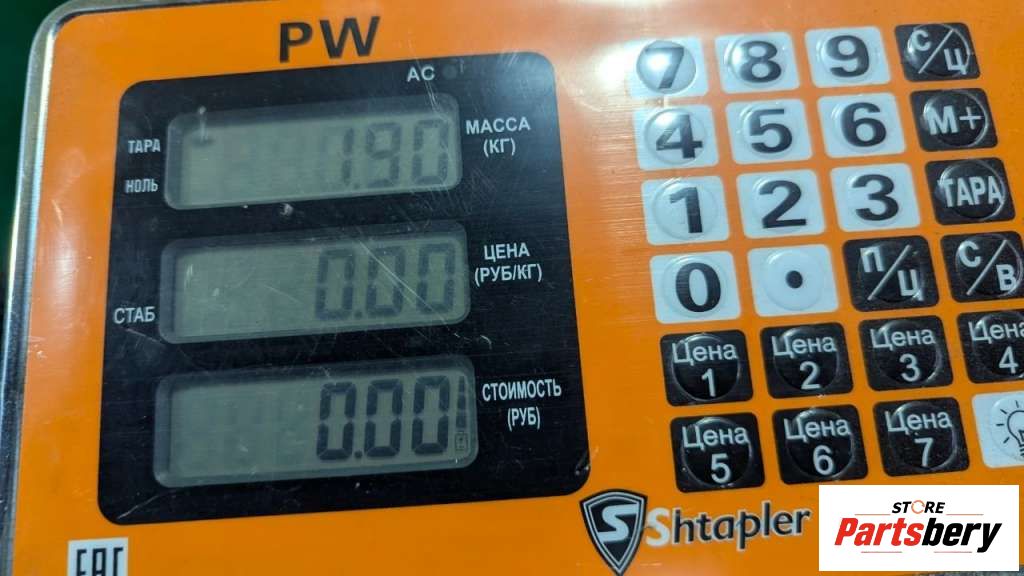 PW
AC
ТАРА
НОЛЬ
1.90
МАССА
(КГ)
СТАБ
0.00
ЦЕНА
(РУБ/КГ)
0.00
СТОИМОСТЬ
(РУБ)
7 8 9 С/Ц
4 5 6 М+
1 2 3 ТАРА
0 • П/Ц С/В
Цена 1 Цена 2 Цена 3 Цена 4
Цена 5 Цена 6 Цена 7
S Shtapler
EAC
STORE
Partsbery